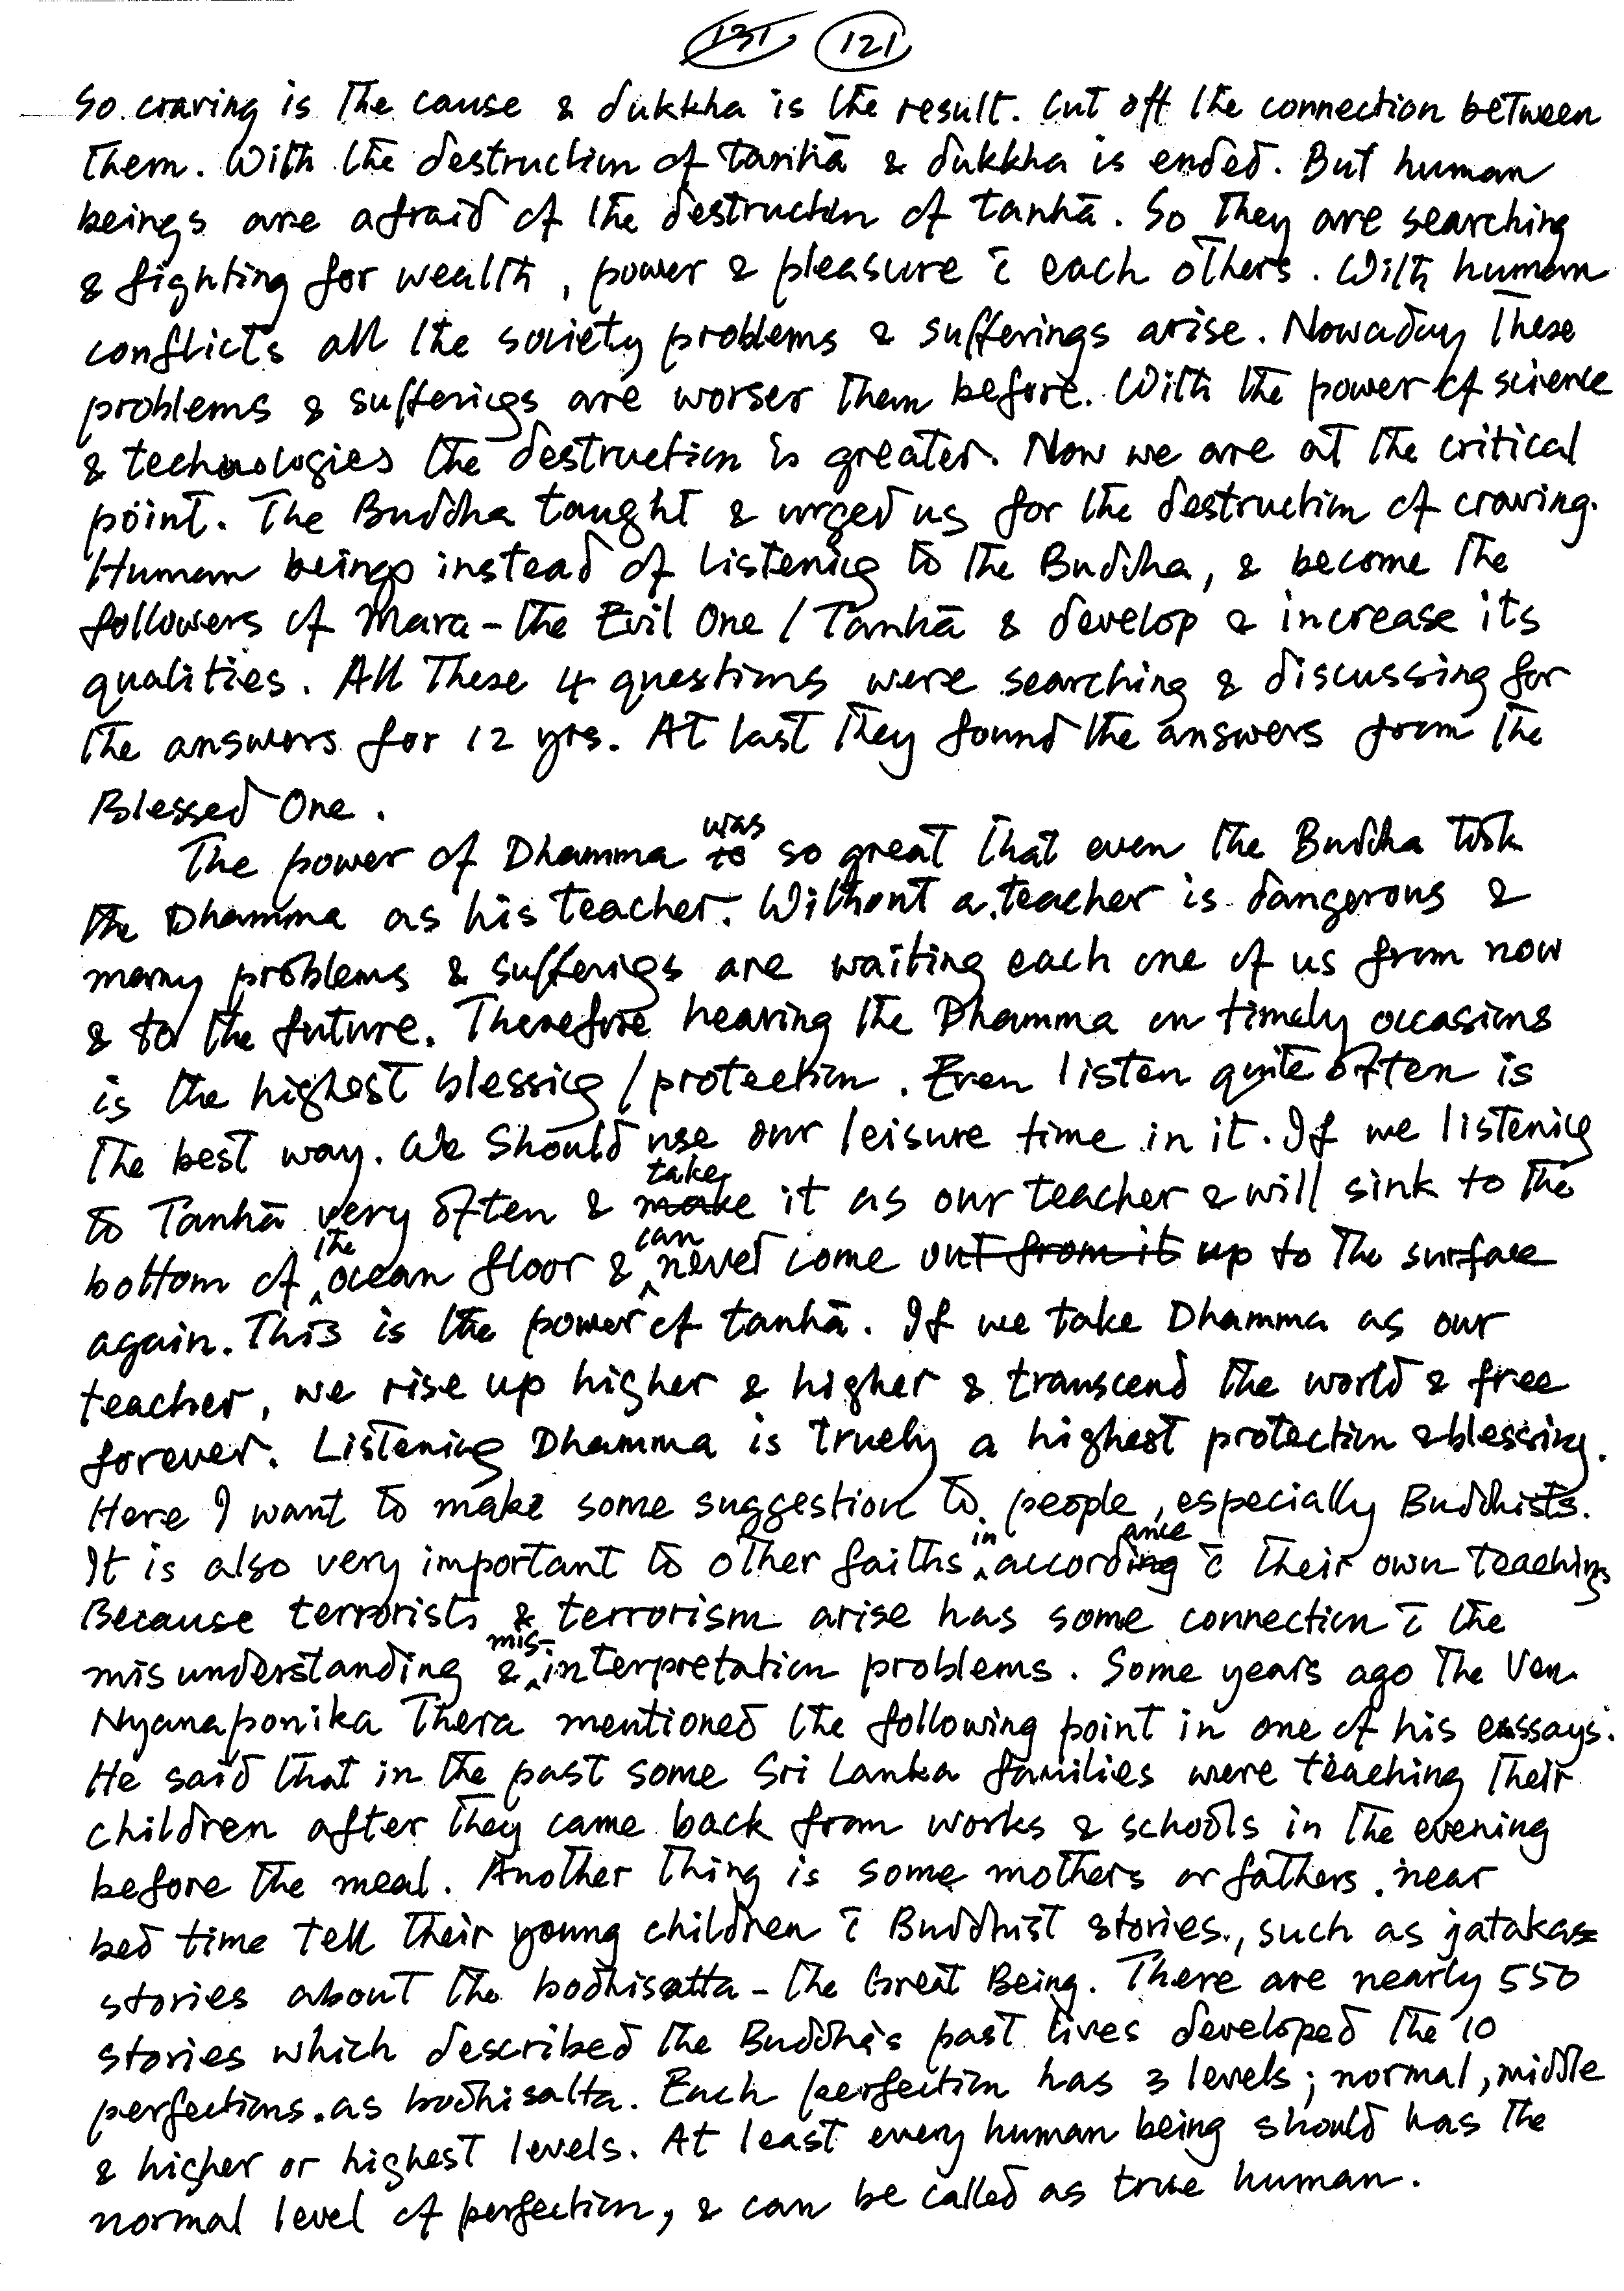 131 121
So craving is the cause & dukkha is the result. Cut off the connection between
them. With the destruction of tanhā & dukkha is ended. But human
beings are afraid of the destruction of tanhā. So they are searching
& fighting for wealth, power & pleasure c̄ each others. With human
conflicts all the society problems & sufferings arise. Nowaday these
problems & sufferings are worser than before. With the power of science
& technologies the destruction is greater. Now we are at the critical
point. The Buddha taught & urged us for the destruction of craving.
Human beings instead of listening to the Buddha, & become the
followers of Mara - the Evil One / Tanhā & develop & increase its
qualities. All these 4 questions were searching & discussing for
the answers for 12 yrs. At last they found the answers from the
Blessed One.
The power of Dhamma was so great that even the Buddha took
the Dhamma as his teacher. Without a teacher is dangerous &
many problems & sufferings are waiting each one of us from now
& to the future. Therefore hearing the Dhamma on timely occasions
is the highest blessing / protection. Even listen quite often is
the best way. We should use our leisure time in it. If we listening
to Tanhā very often & take it as our teacher & will sink to the
bottom of the ocean floor & can never come out from it up to the surface
again. This is the power of tanhā. If we take Dhamma as our
teacher, we rise up higher & higher & transcend the world & free
forever. Listening Dhamma is truely a highest protection & blessing.
Here I want to make some suggestion to people, especially Buddhists.
It is also very important to other faiths in accordance c̄ their own teachings
Because terrorists & terrorism arise has some connection c̄ the
misunderstanding & mis-interpretation problems. Some years ago the Ven.
Nyanaponika Thera mentioned the following point in one of his essays.
He said that in the past some Sri Lanka families were teaching their
children after they came back from works & schools in the evening
before the meal. Another thing is some mothers or fathers near
bed time tell their young children c̄ Buddhist stories, such as jatakas
stories about the bodhisatta - the Great Being. There are nearly 550
stories which described the Buddha's past lives developed the 10
perfections as bodhisatta. Each perfection has 3 levels; normal, middle
& higher or highest levels. At least every human being should has the
normal level of perfection, & can be called as true human.